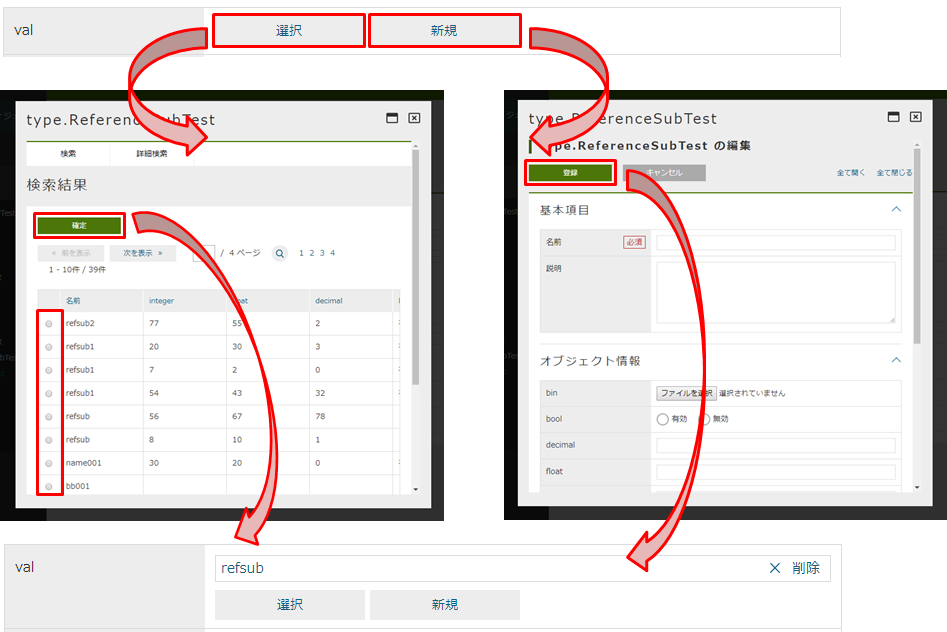 val 選択 新規
type.ReferenceSubTest
検索 詳細検索
検索結果
確定
« 前を表示 次を表示 » / 4 ページ 1 2 3 4
1 - 10件 / 39件
名前 integer decimal
refsub2 77 55 2
refsub1 20 30 3
refsub1 7 2 0
refsub1 54 43 32
refsub 56 67 78
refsub 8 10 1
name001 30 20 0
bb001
type.ReferenceSubTest
type.ReferenceSubTest の編集
登録 キャンセル 全て開く 全て閉じる
基本項目
名前 必須
説明
オブジェクト情報
bin ファイルを選択 選択されていません
bool 有効 無効
decimal
float
val refsub × 削除
選択 新規